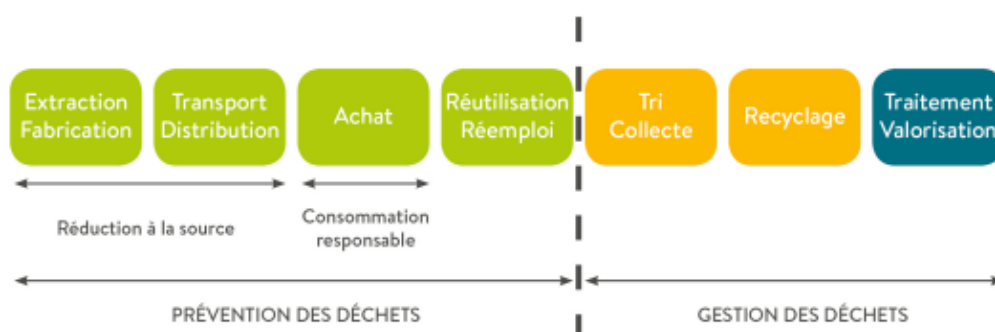 Extraction
Fabrication
Transport
Distribution
Achat
Réutilisation
Réemploi
Tri
Collecte
Recyclage
Traitement
Valorisation
Réduction à la source
Consommation
responsable
PRÉVENTION DES DÉCHETS
GESTION DES DÉCHETS